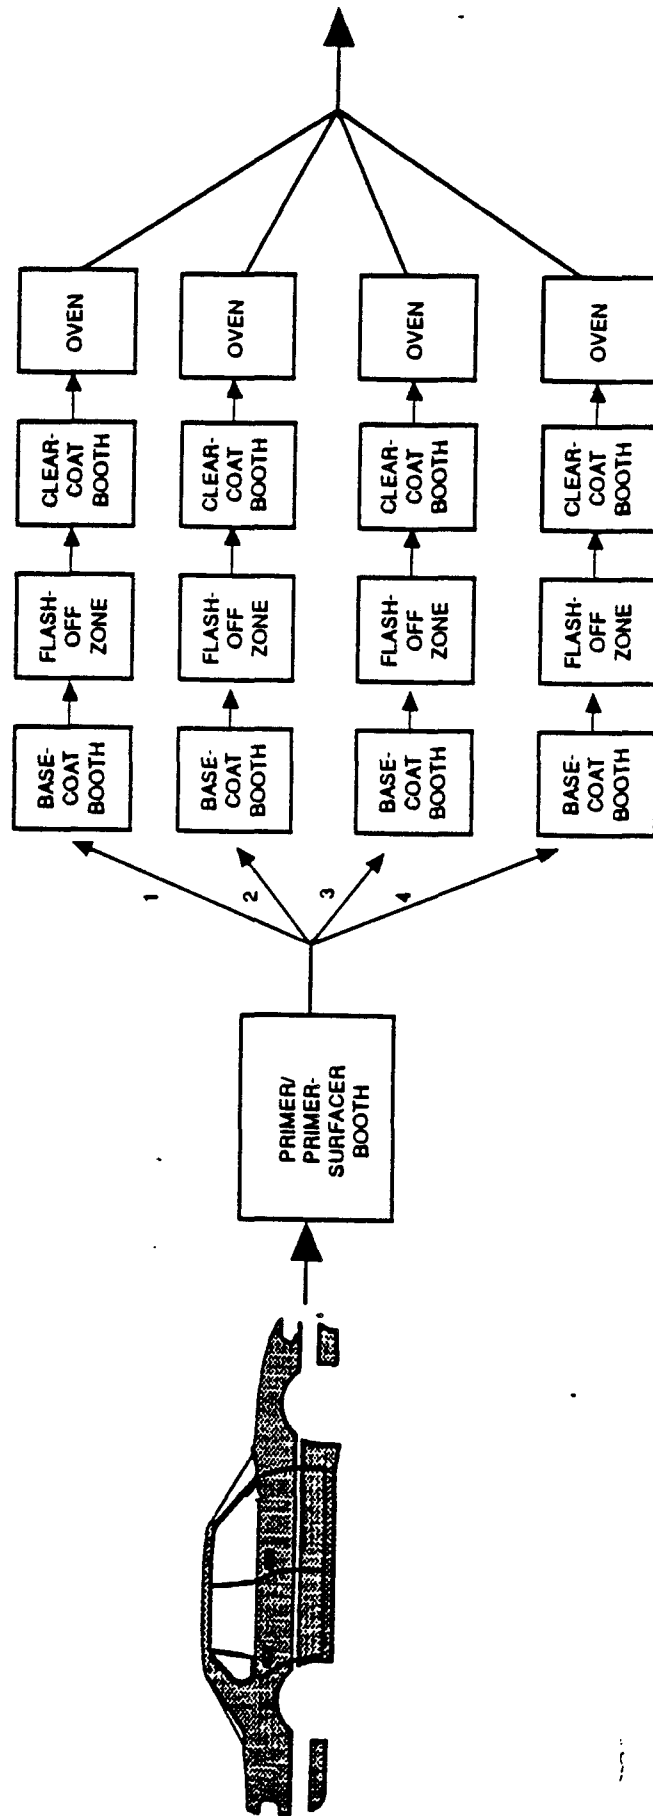 PRIMER/
PRIMER-
SURFACER
BOOTH
1
2
3
4
BASE-
COAT
BOOTH
FLASH-
OFF
ZONE
CLEAR-
COAT
BOOTH
OVEN
BASE-
COAT
BOOTH
FLASH-
OFF
ZONE
CLEAR-
COAT
BOOTH
OVEN
BASE-
COAT
BOOTH
FLASH-
OFF
ZONE
CLEAR-
COAT
BOOTH
OVEN
BASE-
COAT
BOOTH
FLASH-
OFF
ZONE
CLEAR-
COAT
BOOTH
OVEN